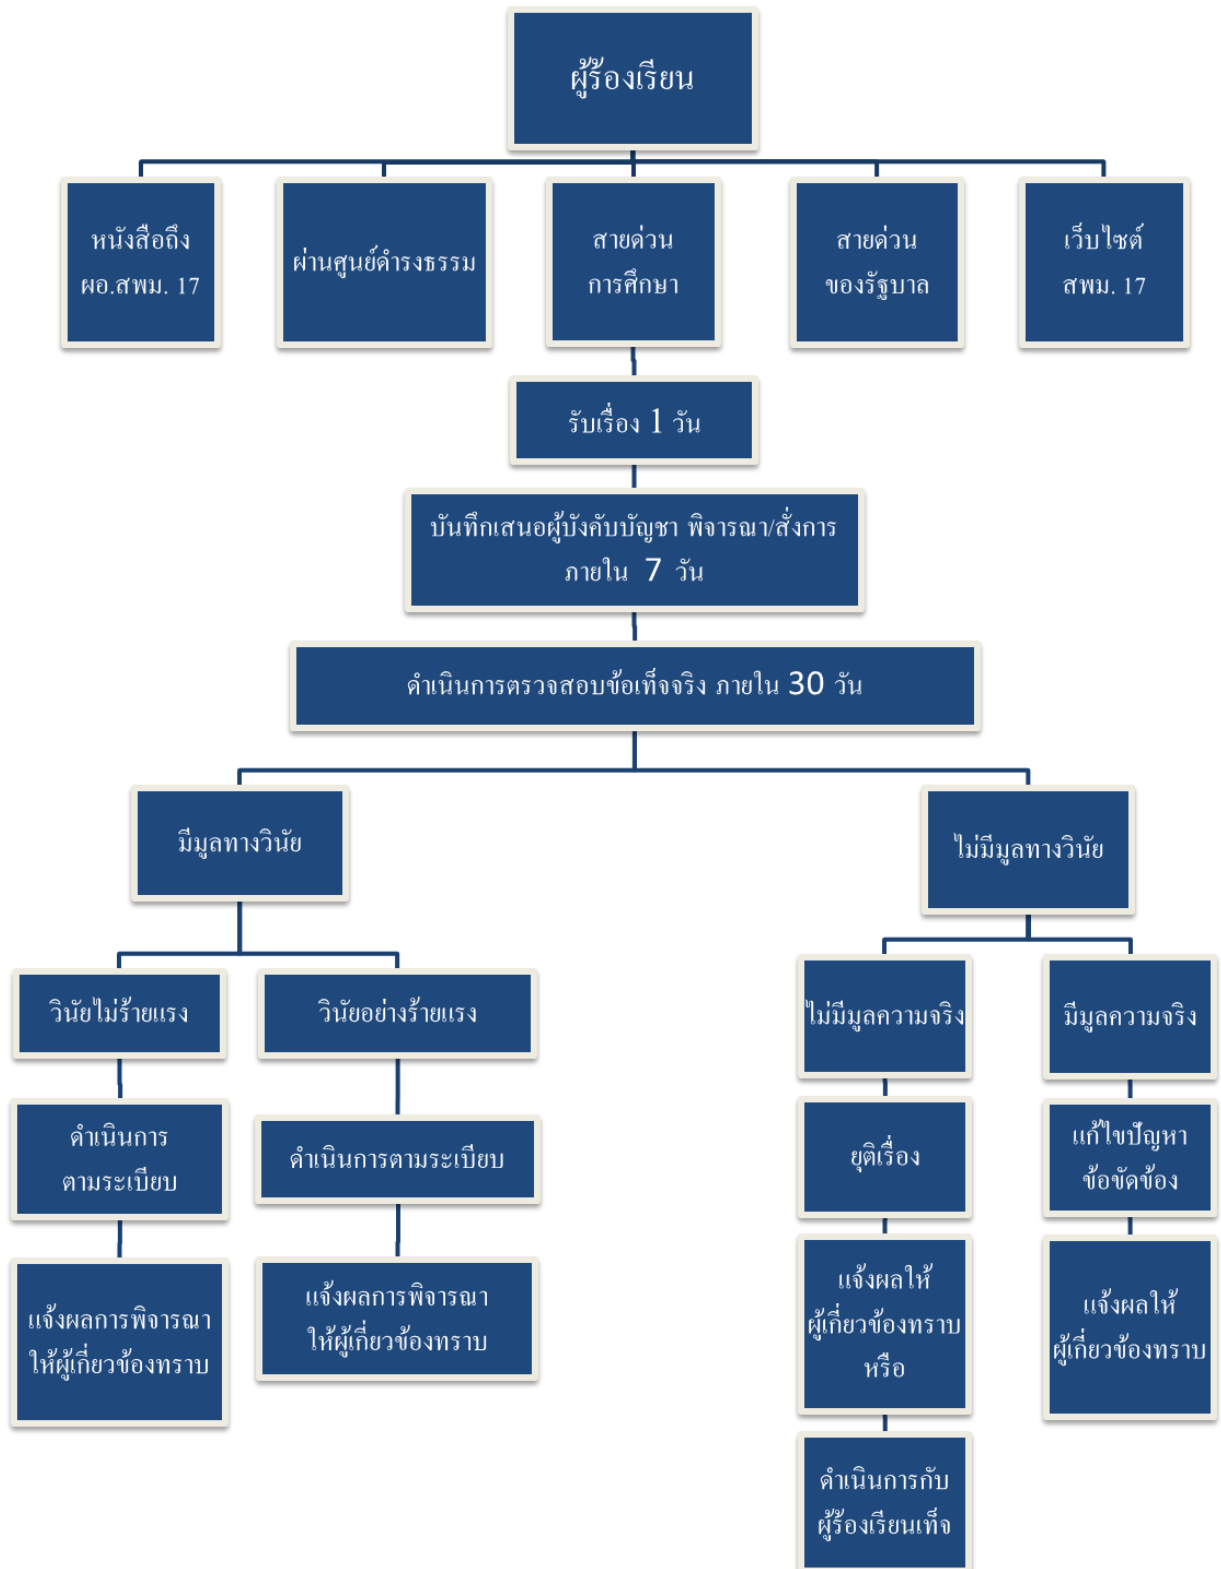 ผู้ร้องเรียน
หนังสือถึง
ผอ.สพม. 17
ผ่านศูนย์ดำรงธรรม
สายด่วน
การศึกษา
สายด่วน
ของรัฐบาล
เว็บไซต์
สพม. 17
รับเรื่อง 1 วัน
บันทึกเสนอผู้บังคับบัญชา พิจารณา/สั่งการ
ภายใน 7 วัน
ดำเนินการตรวจสอบข้อเท็จจริง ภายใน 30 วัน
มีมูลทางวินัย
ไม่มีมูลทางวินัย
วินัยไม่ร้ายแรง
วินัยอย่างร้ายแรง
ไม่มีมูลความจริง
มีมูลความจริง
ดำเนินการ
ตามระเบียบ
ดำเนินการตามระเบียบ
ยุติเรื่อง
แก้ไขปัญหา
ข้อขัดข้อง
แจ้งผลการพิจารณา
ให้ผู้เกี่ยวข้องทราบ
แจ้งผลการพิจารณา
ให้ผู้เกี่ยวข้องทราบ
แจ้งผลให้
ผู้เกี่ยวข้องทราบ
หรือ
แจ้งผลให้
ผู้เกี่ยวข้องทราบ
ดำเนินการกับ
ผู้ร้องเรียนเท็จ